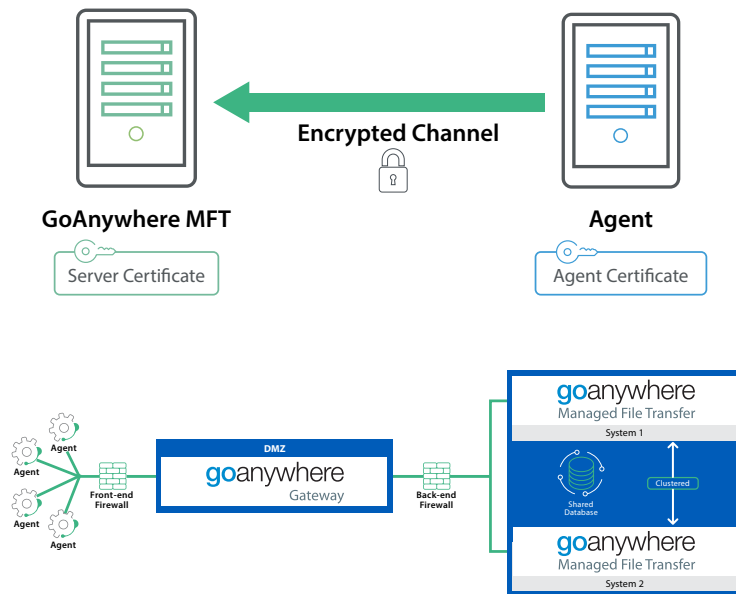 Encrypted Channel
GoAnywhere MFT
Agent
Server Certificate
Agent Certificate
Agent
Agent
Agent
Agent
Front-end
Firewall
DMZ
goanywhere
Gateway
Back-end
Firewall
goanywhere
Managed File Transfer
System 1
Shared
Database
Clustered
goanywhere
Managed File Transfer
System 2